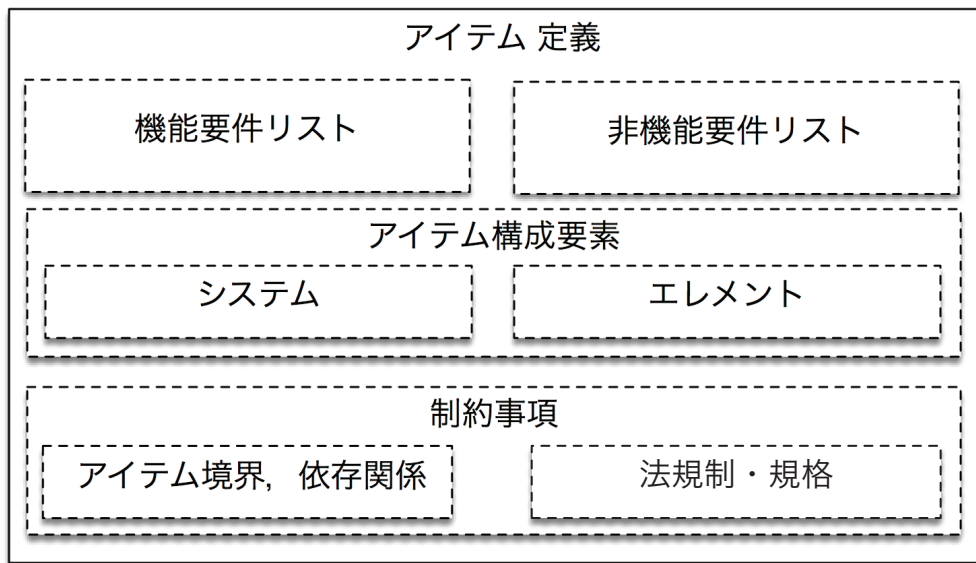 アイテム 定義
機能要件リスト
非機能要件リスト
アイテム構成要素
システム
エレメント
制約事項
アイテム境界，依存関係
法規制・規格